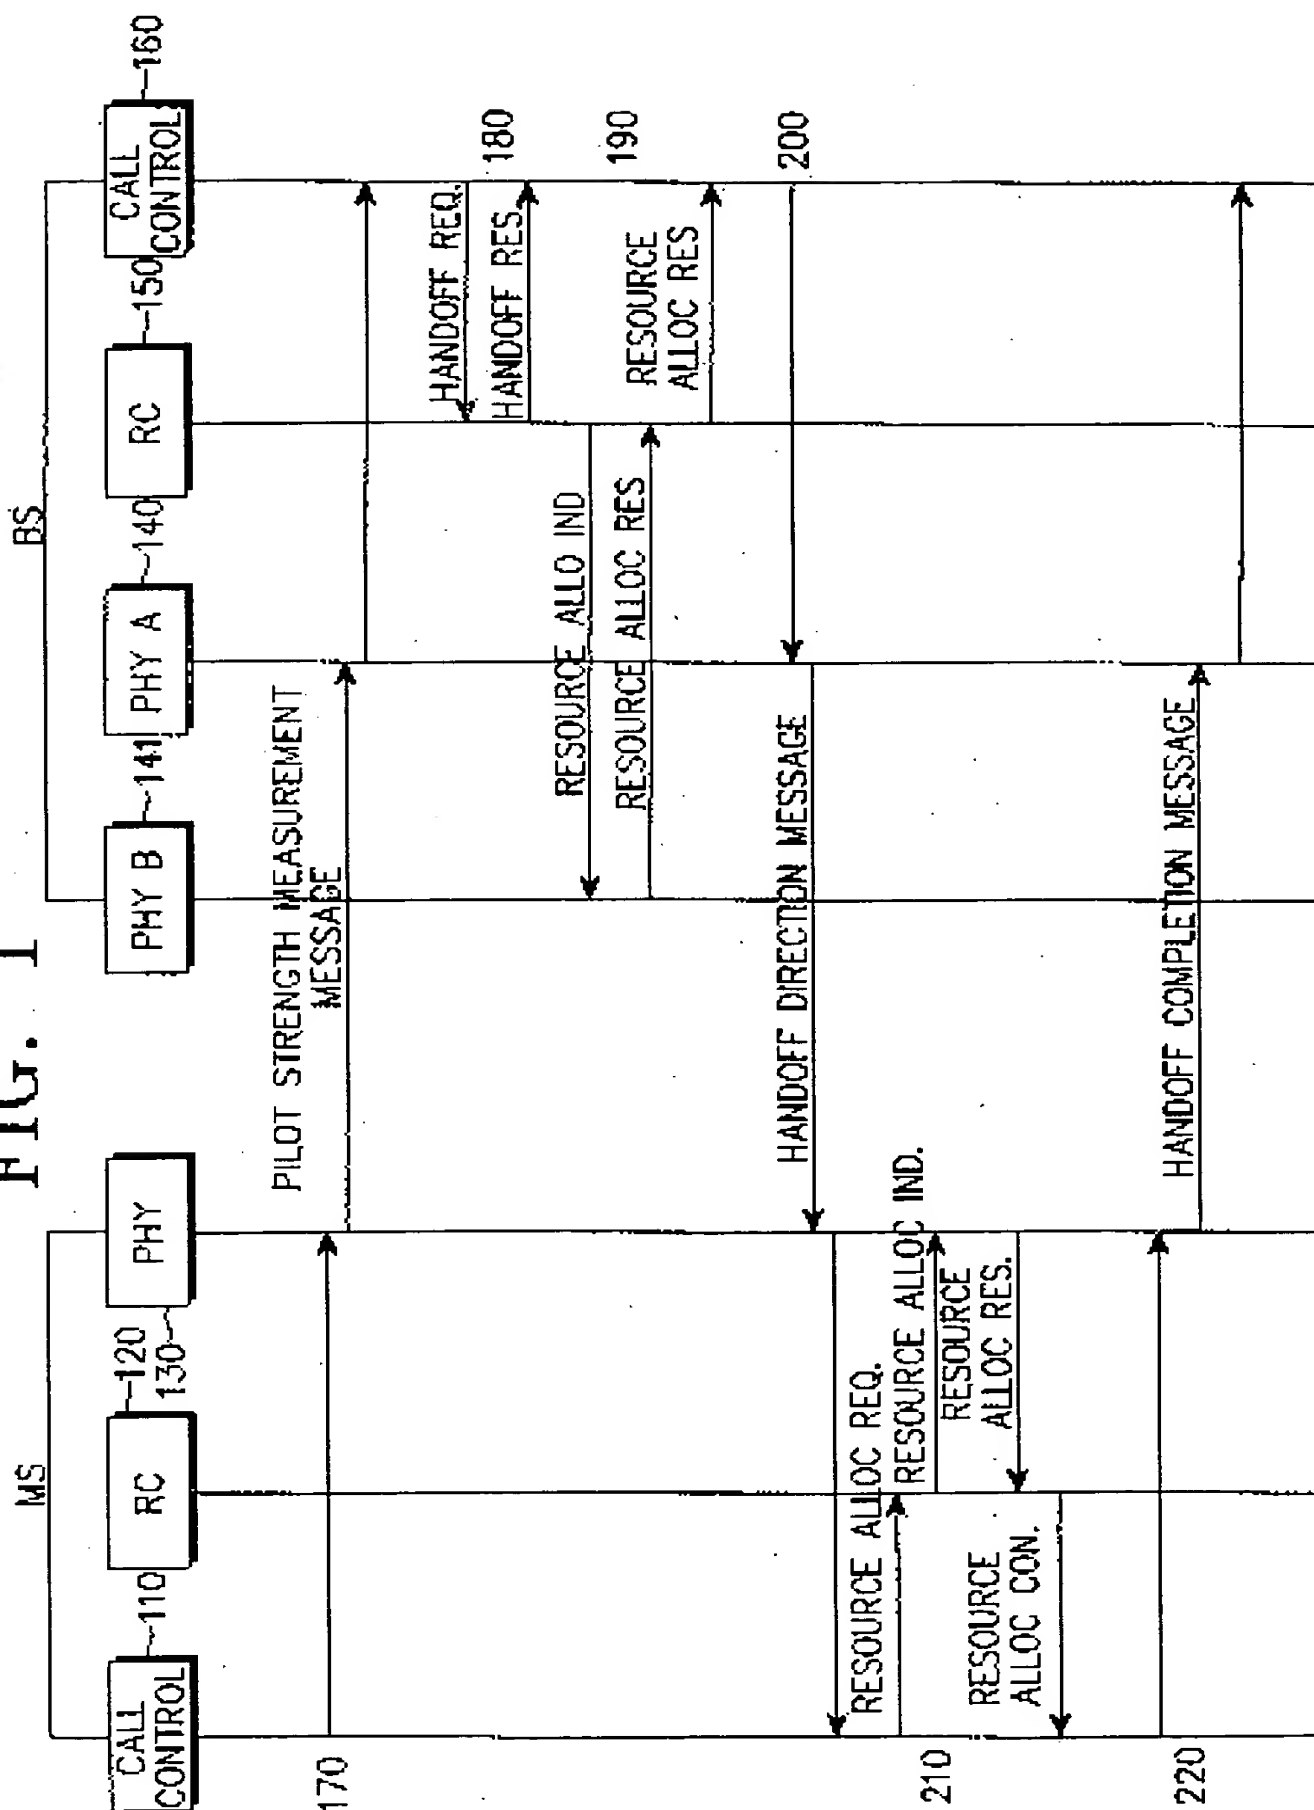 FIG. 1
MS
BS
CALL
CONTROL
110
RC
120
PHY
130
PHY B
141
PHY A
140
RC
150
CALL
CONTROL
160
170
PILOT STRENGTH MEASUREMENT
MESSAGE
HANDOFF REQ.
180
HANDOFF RES.
RESOURCE ALLO IND
190
RESOURCE ALLOC RES
RESOURCE
ALLOC RES
200
HANDOFF DIRECTION MESSAGE
RESOURCE ALLOC REQ.
RESOURCE ALLOC IND.
210
RESOURCE
ALLOC RES.
RESOURCE
ALLOC CON.
220
HANDOFF COMPLETION MESSAGE